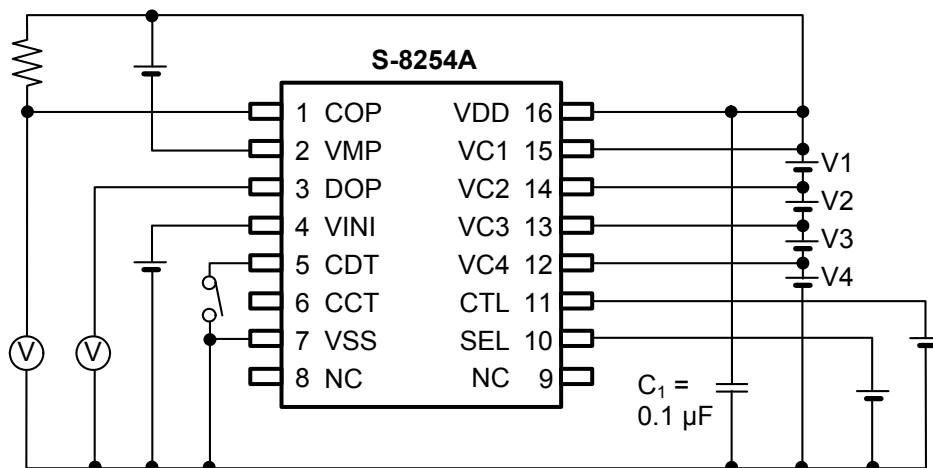 S-8254A
1 COP VDD 16
2 VMP VC1 15
3 DOP VC2 14
4 VINI VC3 13
5 CDT VC4 12
6 CCT CTL 11
7 VSS SEL 10
8 NC NC 9
V1
V2
V3
V4
V
V
C₁ =
0.1 µF